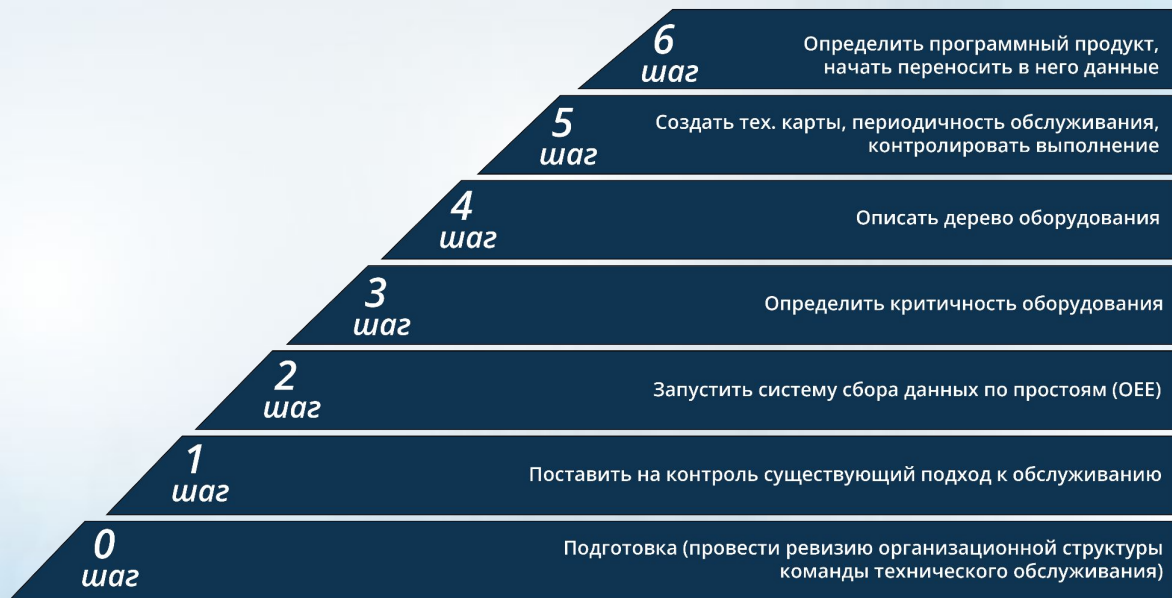 6
шаг
Определить программный продукт,
начать переносить в него данные
5
шаг
Создать тех. карты, периодичность обслуживания,
контролировать выполнение
4
шаг
Описать дерево оборудования
3
шаг
Определить критичность оборудования
2
шаг
Запустить систему сбора данных по простоям (OEE)
1
шаг
Поставить на контроль существующий подход к обслуживанию
0
шаг
Подготовка (провести ревизию организационной структуры
команды технического обслуживания)